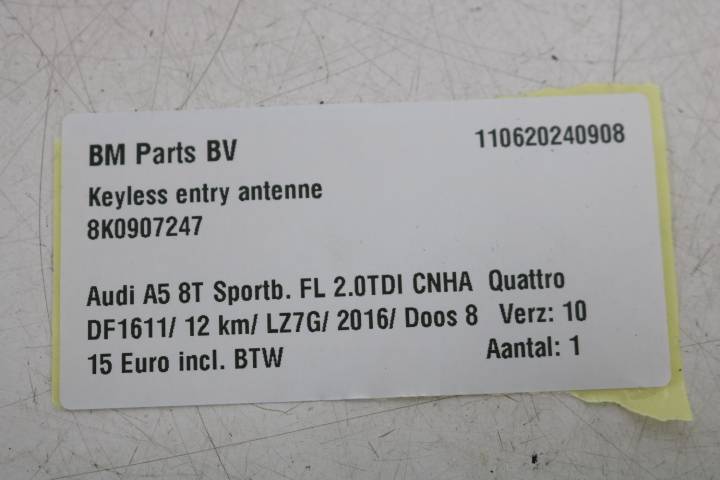 BM Parts BV 110620240908
Keyless entry antenne
8K0907247
Audi A5 8T Sportb. FL 2.0TDI CNHA Quattro
DF1611/ 12 km/ LZ7G/ 2016/ Doos 8 Verz: 10
15 Euro incl. BTW Aantal: 1